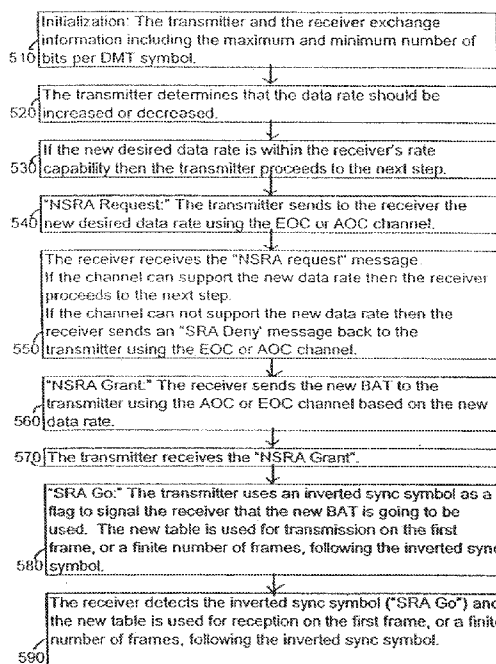 Initialization: The transmitter and the receiver exchange
information including the maximum and minimum number of
bits per DMT symbol.
510
The transmitter determines that the data rate should be
increased or decreased.
520
If the new desired data rate is within the receiver's rate
capability then the transmitter proceeds to the next step.
530
"NSRA Request:" The transmitter sends to the receiver the
new desired data rate using the EOC or AOC channel.
540
The receiver receives the "NSRA request" message.
If the channel can support the new data rate then the receiver
proceeds to the next step.
If the channel can not support the new data rate then the
receiver sends an "SRA Deny' message back to the
transmitter using the EOC or AOC channel.
550
"NSRA Grant:" The receiver sends the new BAT to the
transmitter using the AOC or EOC channel based on the new
data rate.
560
The transmitter receives the "NSRA Grant".
570
"SRA Go:" The transmitter uses an inverted sync symbol as a
flag to signal the receiver that the new BAT is going to be
used. The new table is used for transmission on the first
frame, or a finite number of frames, following the inverted sync
symbol.
580
The receiver detects the inverted sync symbol ("SRA Go") and
the new table is used for reception on the first frame, or a finite
number of frames, following the inverted sync symbol.
590